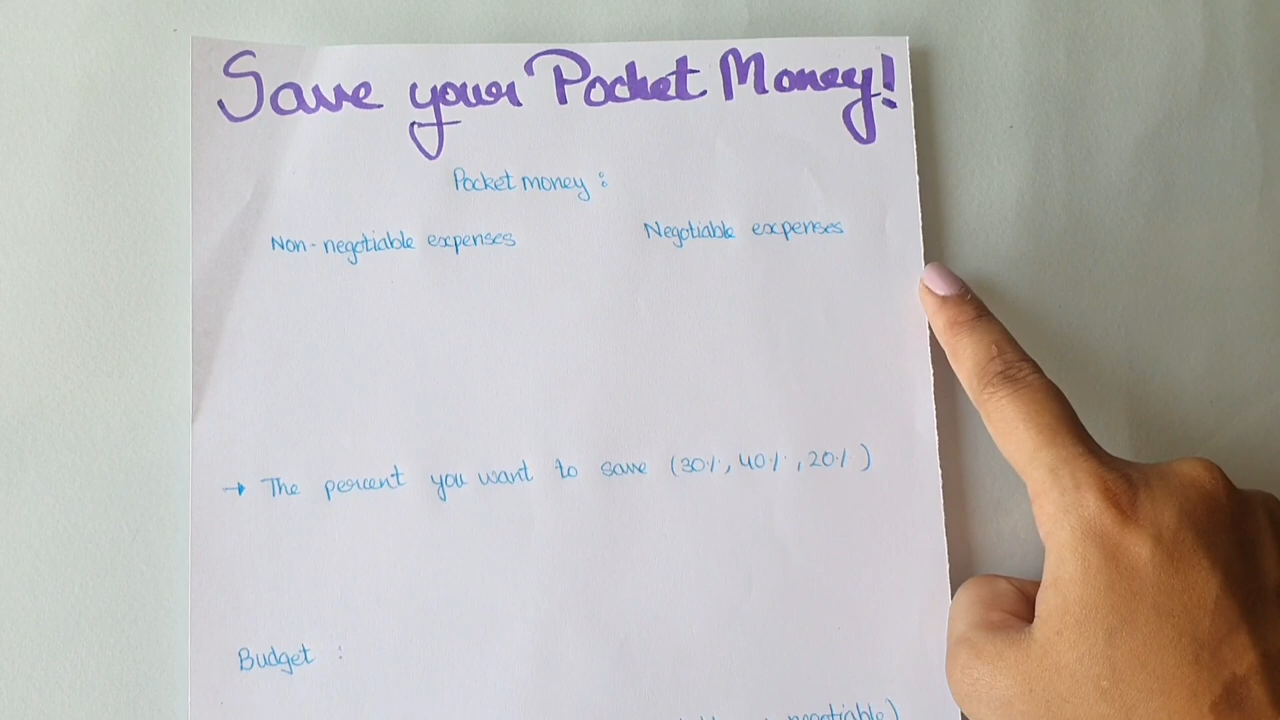 Save your Pocket Money!
Pocket money :
Non-negotiable expenses
Negotiable expenses
→ The percent you want to save (30%, 40%, 20%)
Budget :
negotiable)